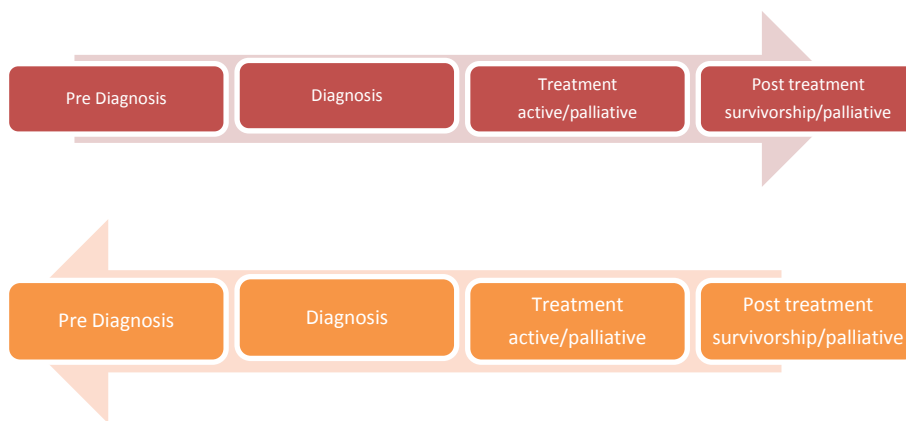 Pre Diagnosis
Diagnosis
Treatment
active/palliative
Post treatment
survivorship/palliative
Pre Diagnosis
Diagnosis
Treatment
active/palliative
Post treatment
survivorship/palliative